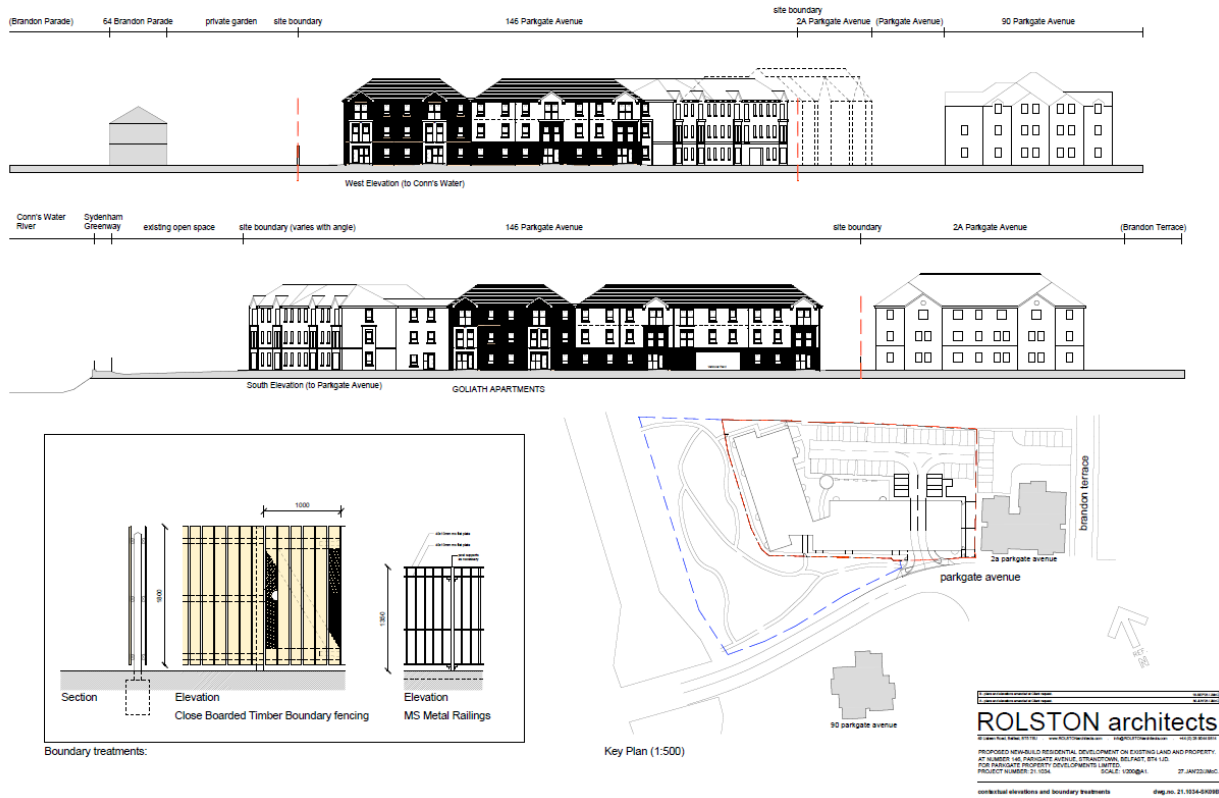 (Brandon Parade)
64 Brandon Parade
private garden
site boundary
146 Parkgate Avenue
site boundary
2A Parkgate Avenue
(Parkgate Avenue)
90 Parkgate Avenue
West Elevation (to Conn's Water)
Conn's Water
River
Sydenham
Greenway
existing open space
site boundary (varies with angle)
146 Parkgate Avenue
site boundary
2A Parkgate Avenue
(Brandon Terrace)
South Elevation (to Parkgate Avenue)
GOLIATH APARTMENTS
1000
1800
1350
Section
Elevation
Close Boarded Timber Boundary fencing
Elevation
MS Metal Railings
Boundary treatments:
brandon terrace
2a parkgate avenue
parkgate avenue
90 parkgate avenue
Key Plan (1:500)
ROLSTON architects
PROPOSED NEW-BUILD RESIDENTIAL DEVELOPMENT ON EXISTING LAND AND PROPERTY.
AT NUMBER 146, PARKGATE AVENUE, STRANDTOWN, BELFAST, BT4 1JD.
FOR PARKGATE PROPERTY DEVELOPMENTS LIMITED.
PROJECT NUMBER: 21.1034. SCALE: 1/200@A1.
contextual elevations and boundary treatments